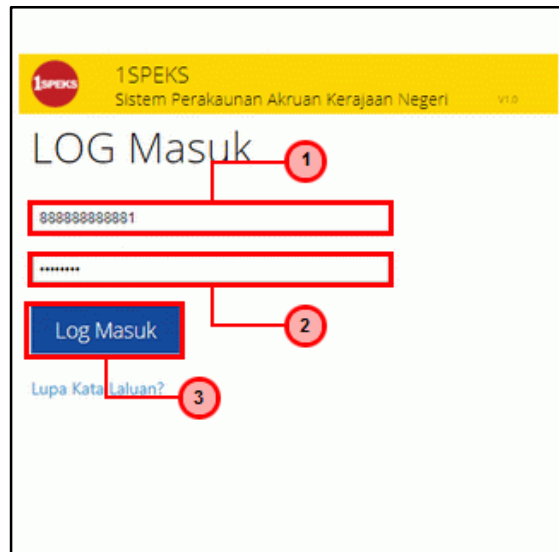 1SPEKS
1SPEKS
Sistem Perakaunan Akruan Kerajaan Negeri V1.0
LOG Masuk
1
888888888881
••••••••
2
Log Masuk
Lupa Kata Laluan?
3